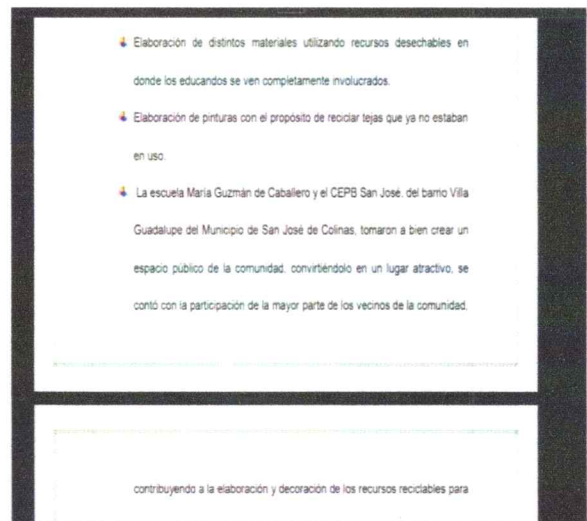 Elaboración de distintos materiales utilizando recursos desechables en
donde los educandos se ven completamente involucrados.
Elaboración de pinturas con el propósito de reciclar tejas que ya no estaban
en uso.
La escuela María Guzmán de Caballero y el CEPB San José, del barrio Villa
Guadalupe del Municipio de San José de Colinas, tomaron a bien crear un
espacio público de la comunidad, convirtiéndolo en un lugar atractivo, se
contó con la participación de la mayor parte de los vecinos de la comunidad,
contribuyendo a la elaboración y decoración de los recursos reciclables para